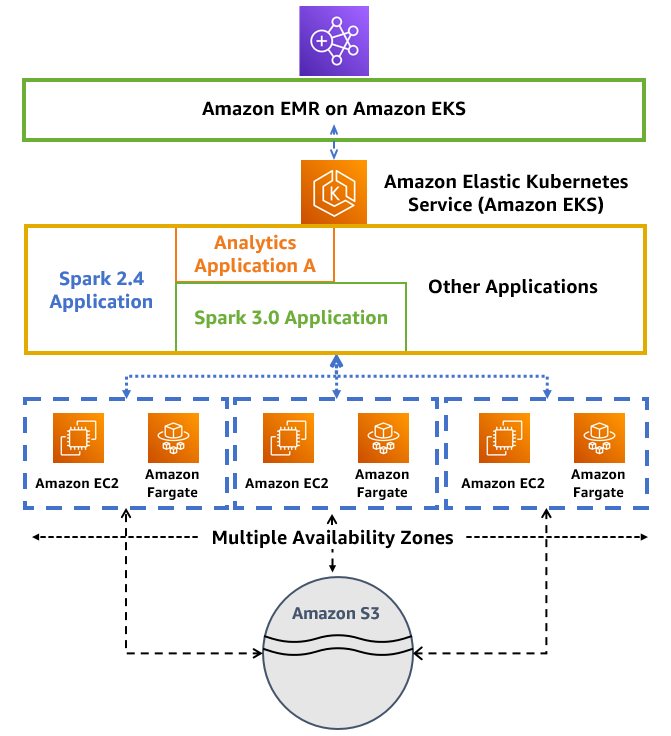 Amazon EMR on Amazon EKS
K
Amazon Elastic Kubernetes
Service (Amazon EKS)
Spark 2.4
Application
Analytics
Application A
Spark 3.0 Application
Other Applications
Amazon EC2
Amazon
Fargate
Amazon EC2
Amazon
Fargate
Amazon EC2
Amazon
Fargate
Multiple Availability Zones
Amazon S3